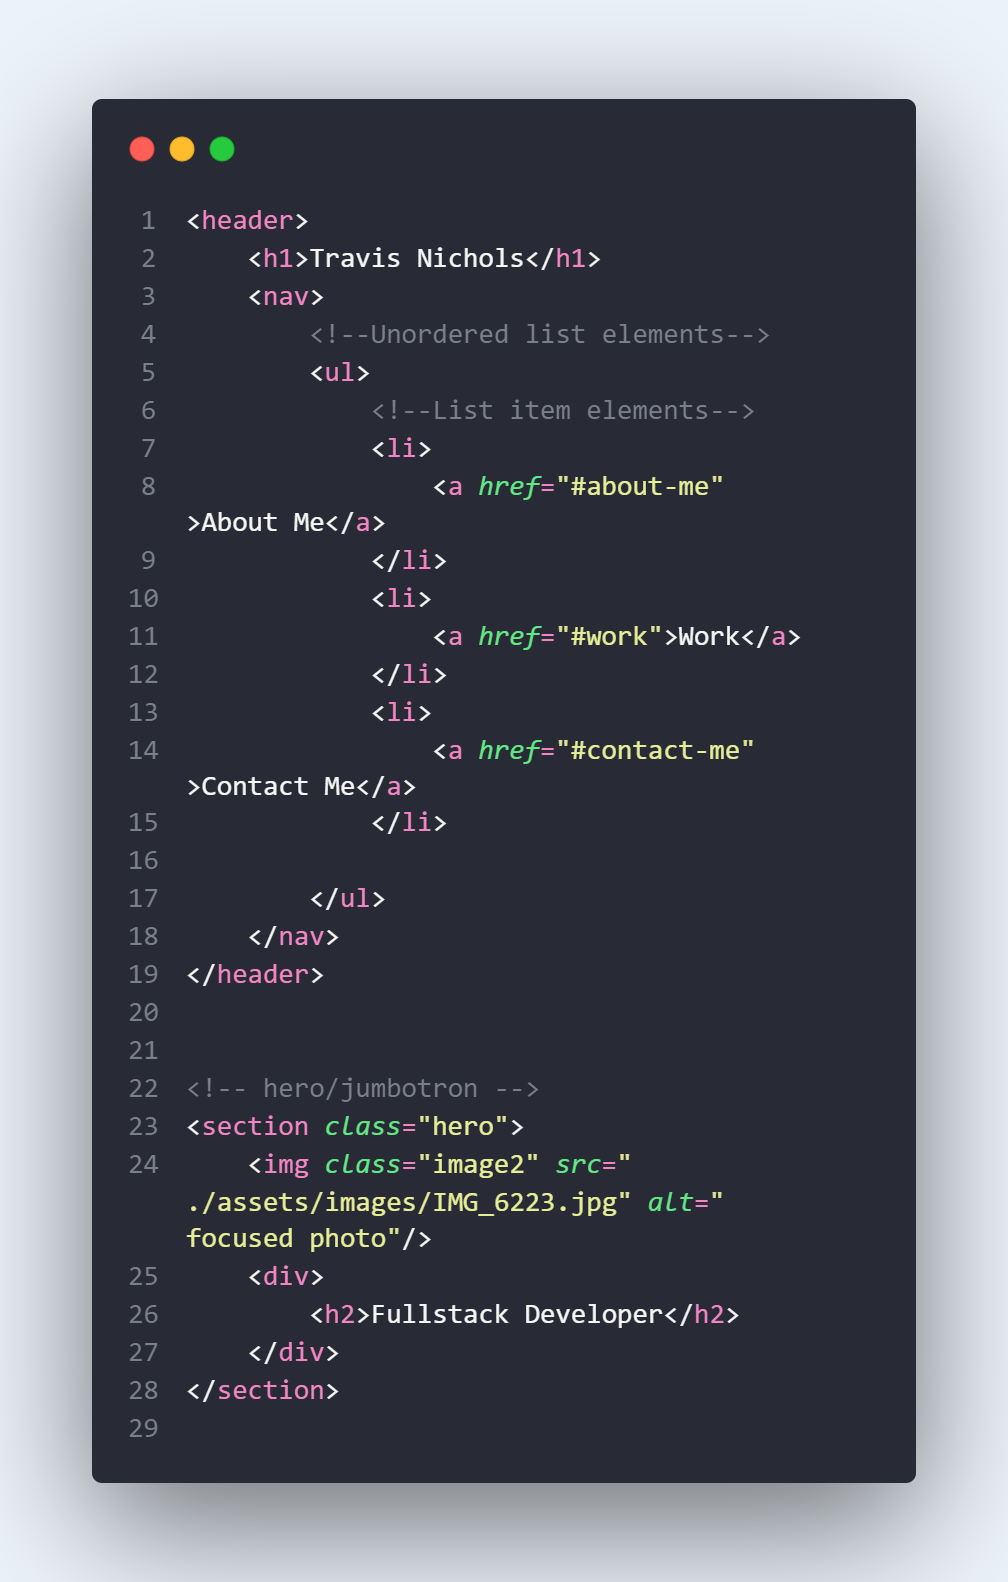 1 <header>
2     <h1>Travis Nichols</h1>
3     <nav>
4         <!--Unordered list elements-->
5         <ul>
6             <!--List item elements-->
7             <li>
8                 <a href="#about-me"
>About Me</a>
9             </li>
10             <li>
11                 <a href="#work">Work</a>
12             </li>
13             <li>
14                 <a href="#contact-me"
>Contact Me</a>
15             </li>
16
17         </ul>
18     </nav>
19 </header>
20
21
22 <!-- hero/jumbotron -->
23 <section class="hero">
24     <img class="image2" src="
./assets/images/IMG_6223.jpg" alt="
focused photo"/>
25     <div>
26         <h2>Fullstack Developer</h2>
27     </div>
28 </section>
29